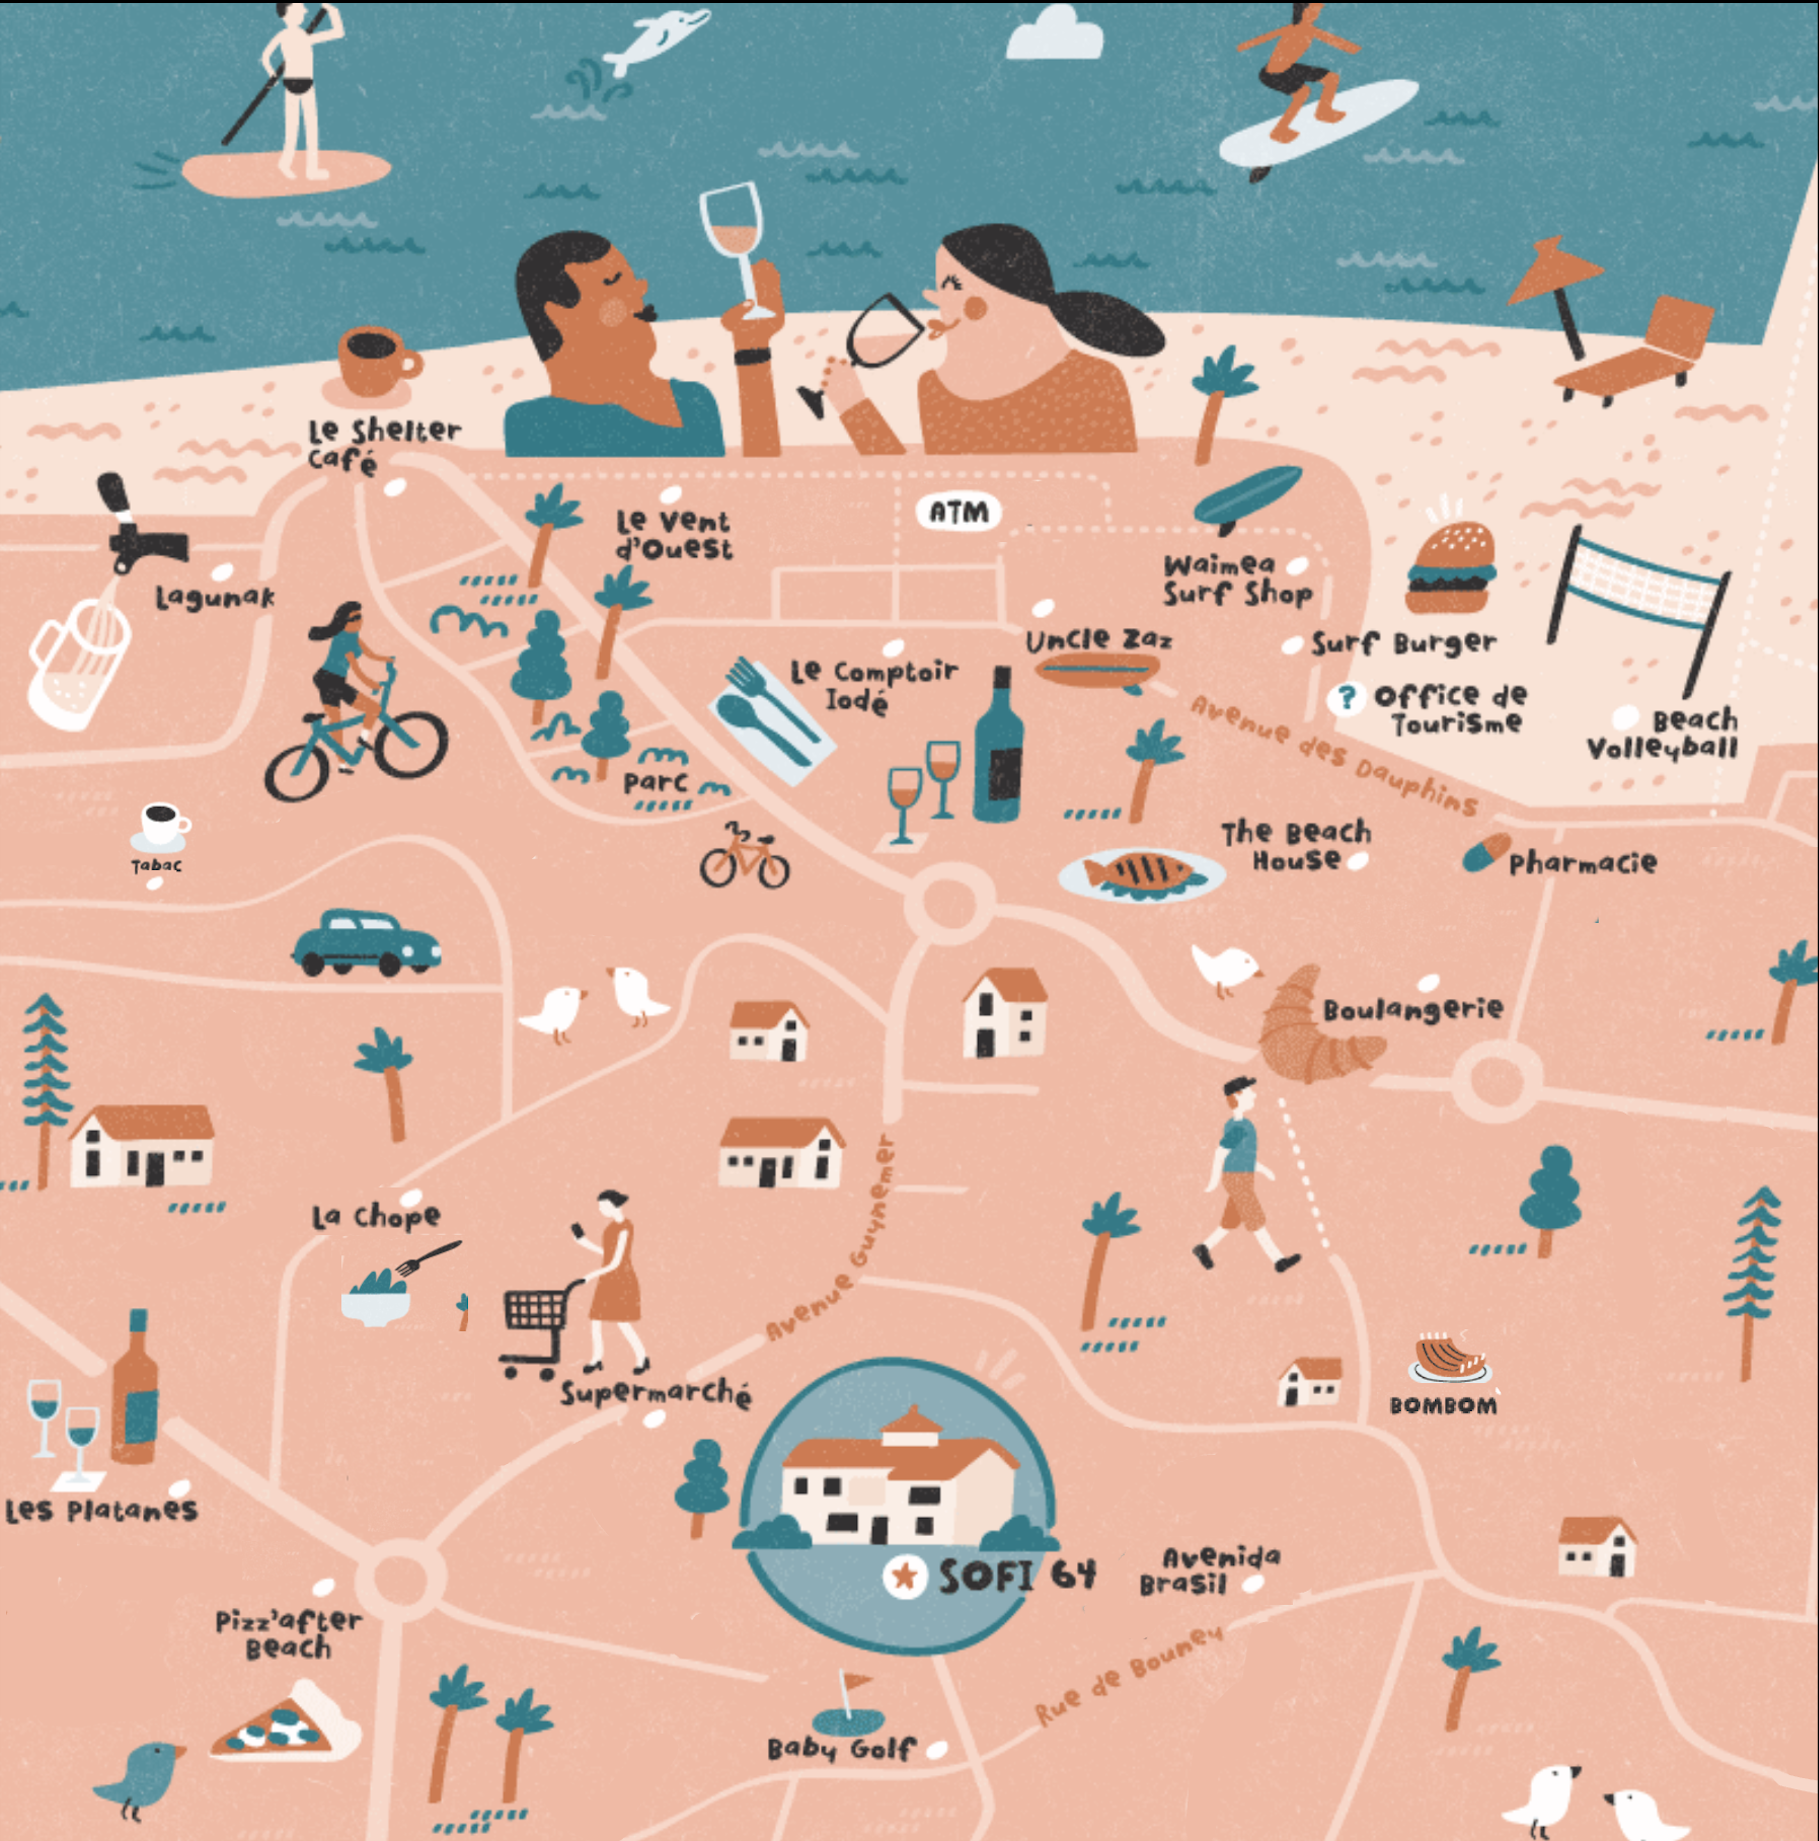 Le Shelter
Café
Le Vent
d'Ouest
ATM
Lagunak
Waimea
Surf Shop
Uncle Zaz
Surf Burger
Le Comptoir
Iodé
? Office de
Tourisme
Beach
Volleyball
Avenue des Dauphins
Parc
Tabac
The Beach
House
Pharmacie
Boulangerie
La Chope
Avenue Guynemer
Supermarché
BOMBOM
Les Platanes
SOFI 64
Avenida
Brasil
Pizz'after
Beach
Rue de Bouney
Baby Golf